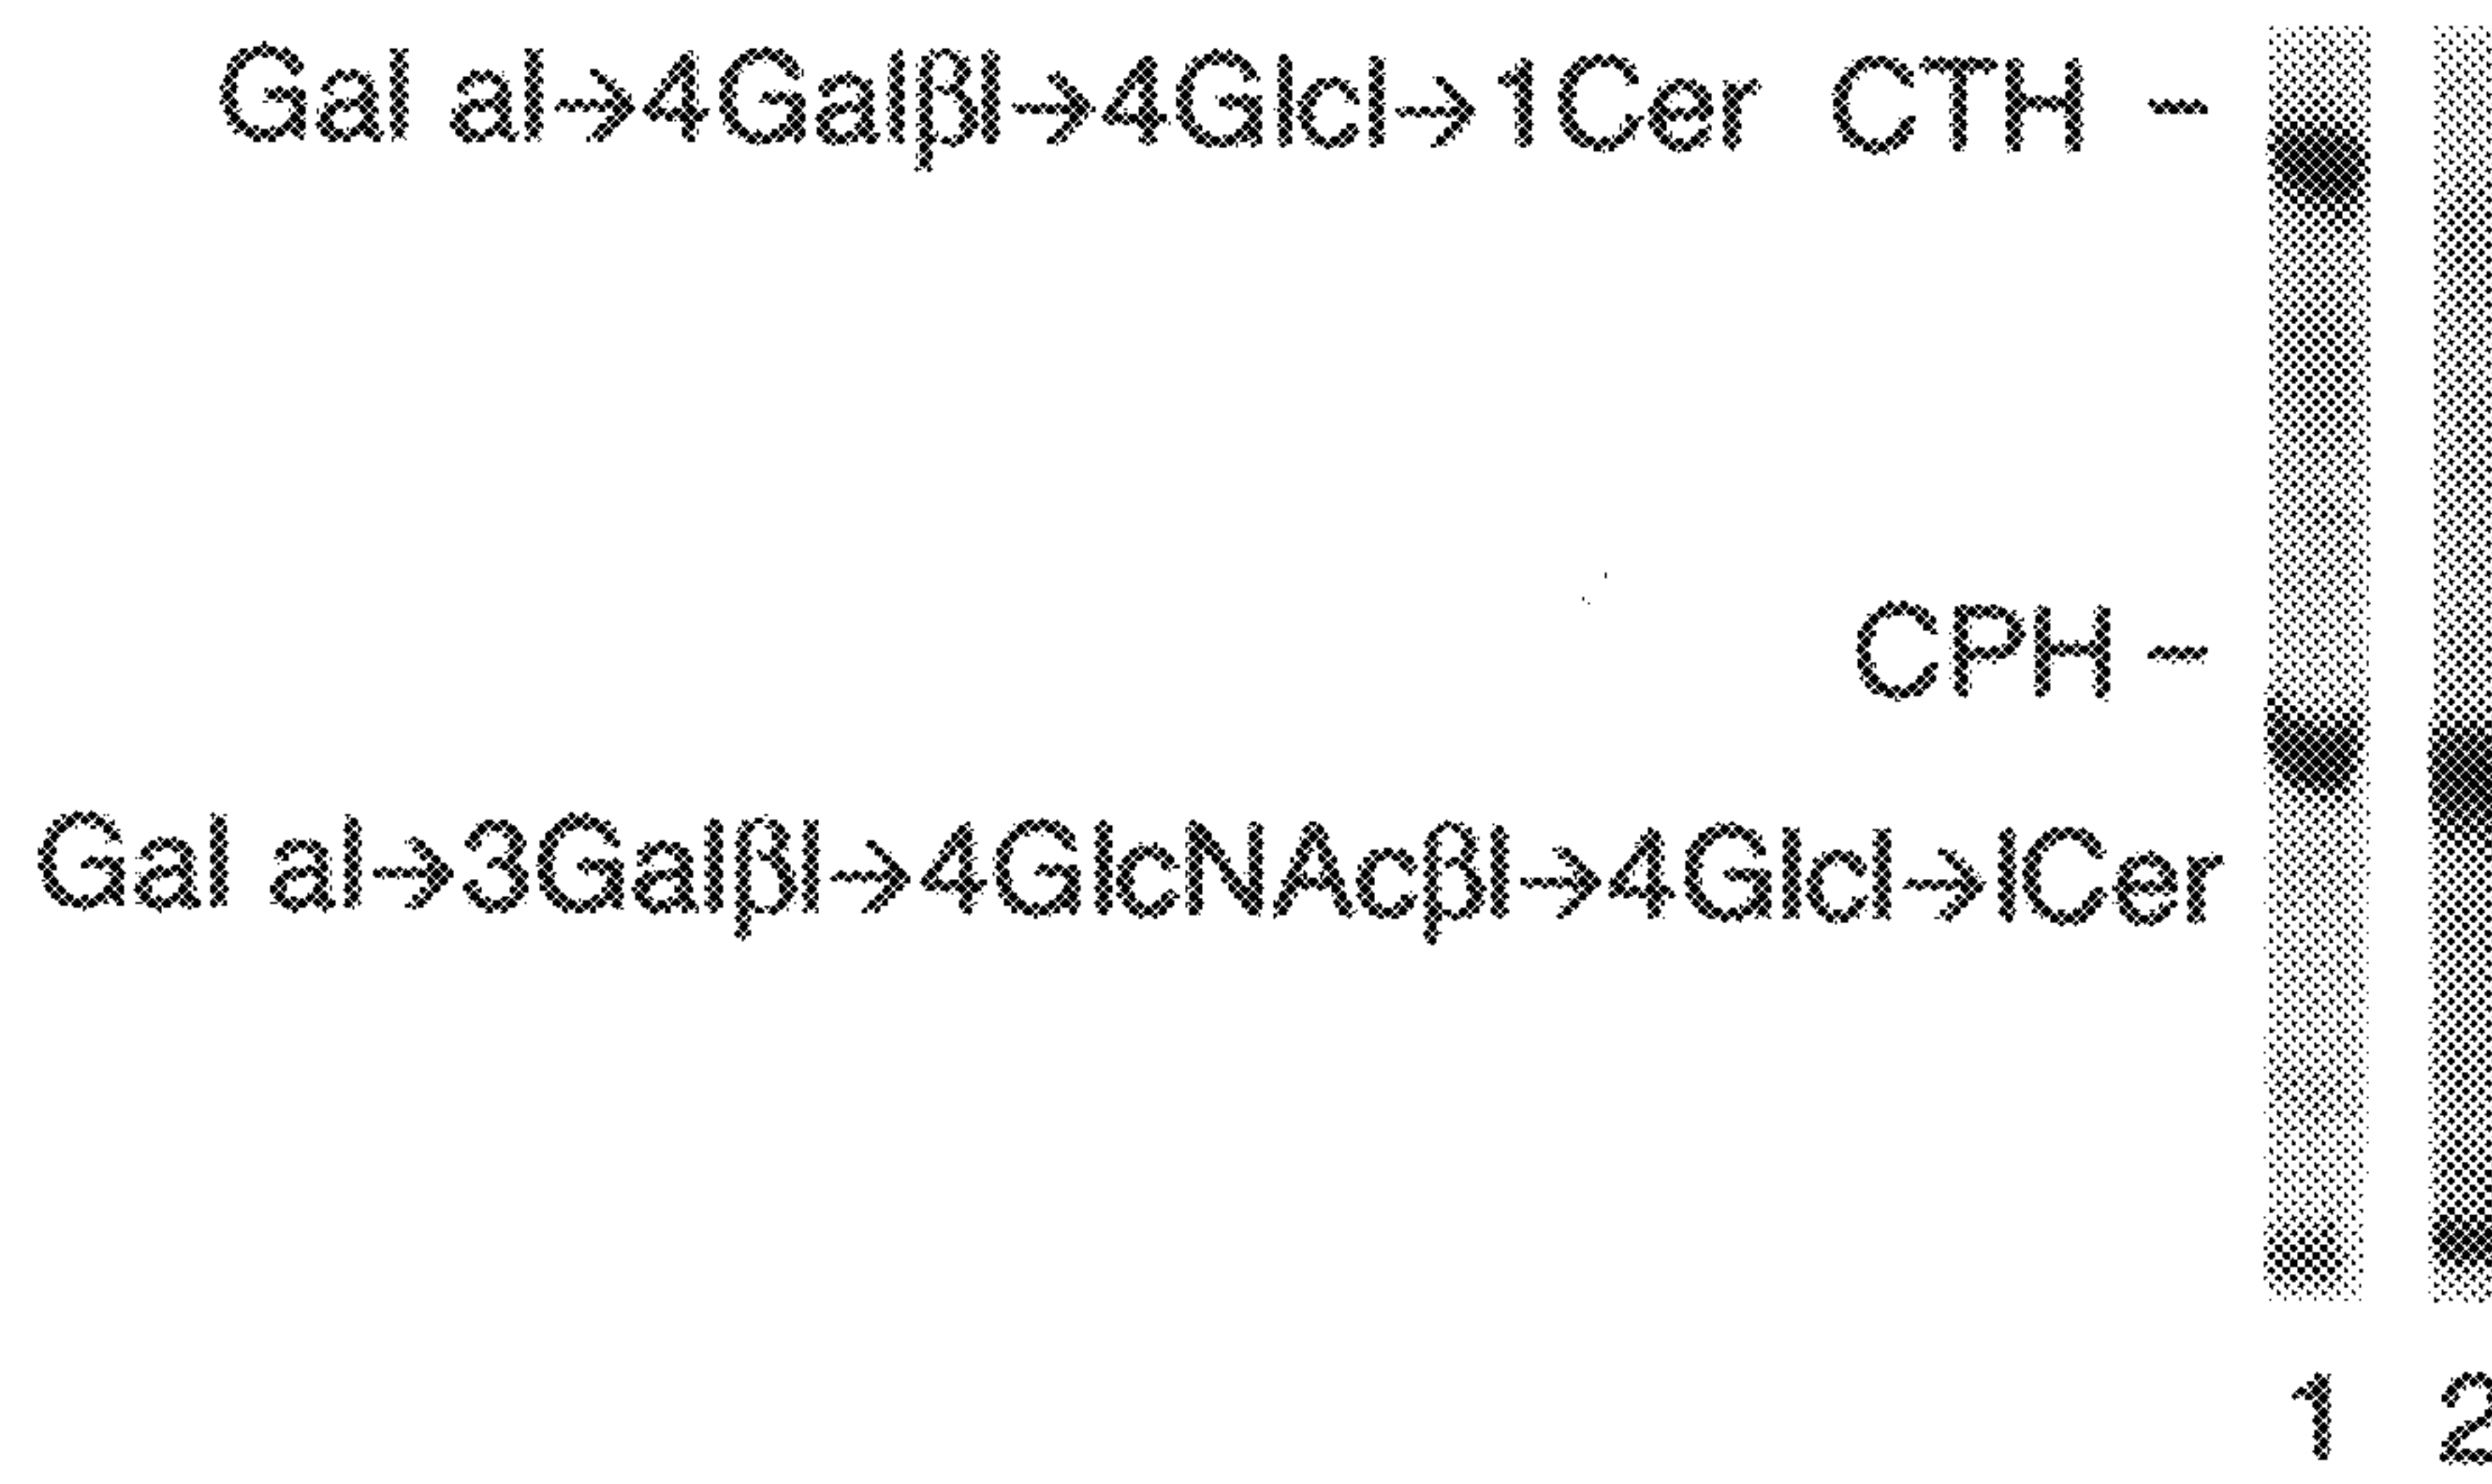 Gal al→4Galβl→4Glcl→1Cer CTH –
CPH –
Gal al→3Galβl→4GlcNAcβl→4Glcl→lCer
1 2